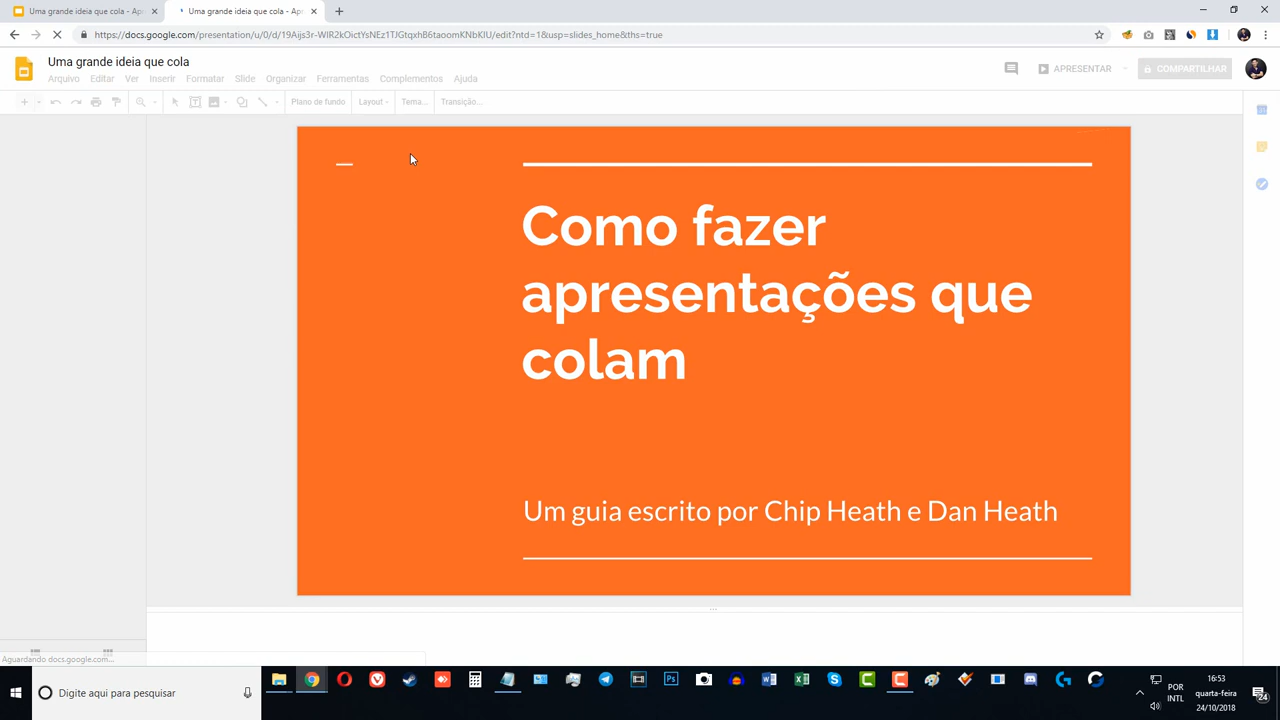 Uma grande ideia que cola - Apr
Uma grande ideia que cola - Apr
https://docs.google.com/presentation/u/0/d/19Aijs3r-WlR2kOictYsNEz1TJGtqxhB6taoomKNbKIU/edit?ntd=1&usp=slides_home&ths=true
Uma grande ideia que cola
Arquivo Editar Ver Inserir Formatar Slide Organizar Ferramentas Complementos Ajuda
APRESENTAR
COMPARTILHAR
Plano de fundo Layout Tema... Transição...
Como fazer
apresentações que
colam
Um guia escrito por Chip Heath e Dan Heath
Aguardando docs.google.com...
Digite aqui para pesquisar
POR
INTL
16:53
quarta-feira
24/10/2018
24